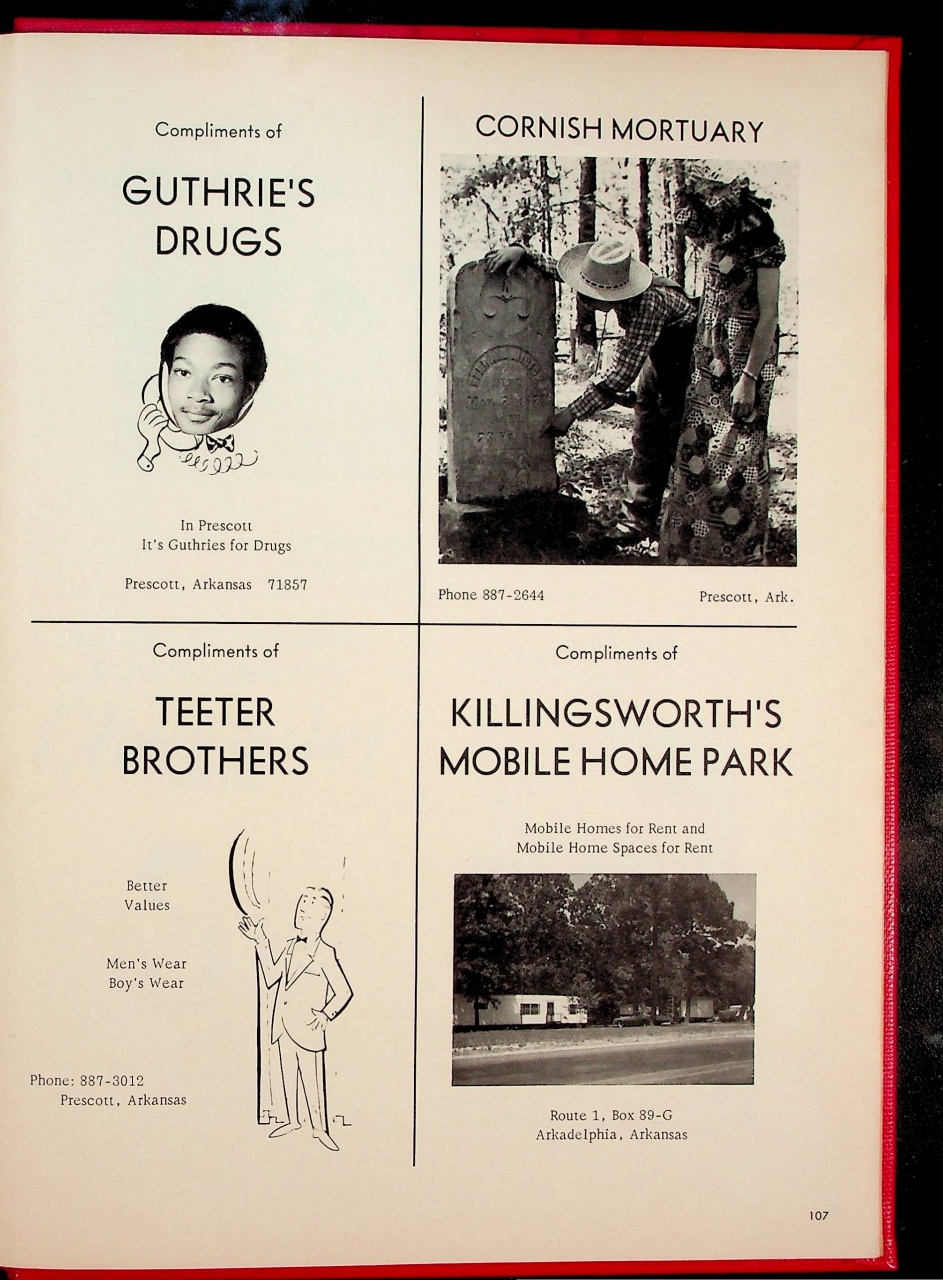 Compliments of
GUTHRIE'S
DRUGS
In Prescott
It's Guthries for Drugs
Prescott, Arkansas 71857
CORNISH MORTUARY
Phone 887-2644 Prescott, Ark.
Compliments of
TEETER
BROTHERS
Better
Values
Men's Wear
Boy's Wear
Phone: 887-3012
Prescott, Arkansas
Compliments of
KILLINGSWORTH'S
MOBILE HOME PARK
Mobile Homes for Rent and
Mobile Home Spaces for Rent
Route 1, Box 89-G
Arkadelphia, Arkansas
107